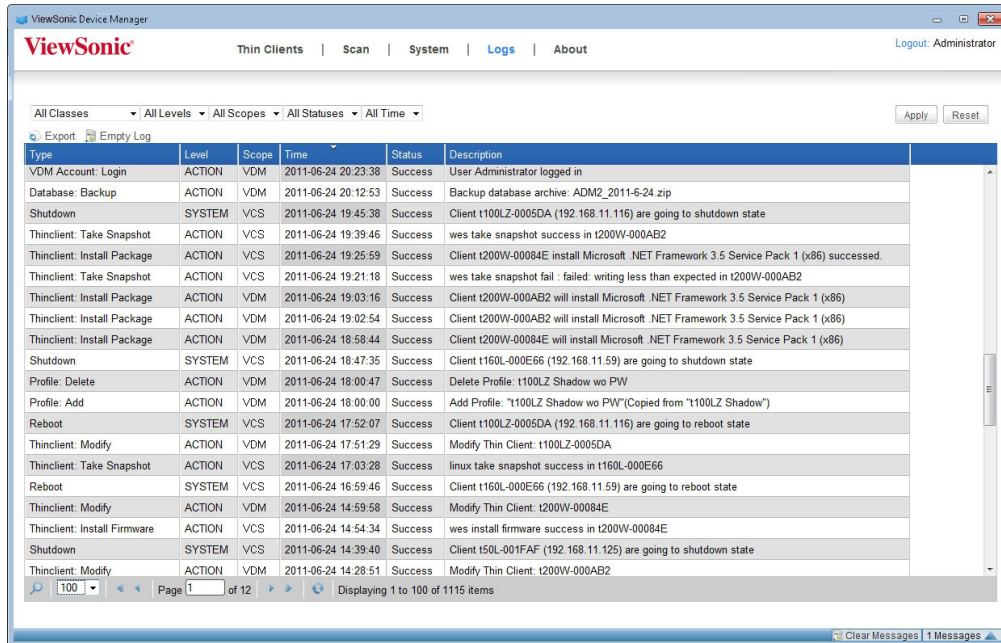 ViewSonic Device Manager
ViewSonic®
Thin Clients | Scan | System | Logs | About
Logout: Administrator
All Classes All Levels All Scopes All Statuses All Time
Apply Reset
Export Empty Log
Type Level Scope Time Status Description
VDM Account: Login ACTION VDM 2011-06-24 20:23:38 Success User Administrator logged in
Database: Backup ACTION VDM 2011-06-24 20:12:53 Success Backup database archive: ADM2_2011-6-24.zip
Shutdown SYSTEM VCS 2011-06-24 19:45:38 Success Client t100LZ-0005DA (192.168.11.116) are going to shutdown state
Thinclient: Take Snapshot ACTION VCS 2011-06-24 19:39:46 Success wes take snapshot success in t200W-000AB2
Thinclient: Install Package ACTION VCS 2011-06-24 19:25:59 Success Client t200W-00084E install Microsoft .NET Framework 3.5 Service Pack 1 (x86) successed.
Thinclient: Take Snapshot ACTION VCS 2011-06-24 19:21:18 Success wes take snapshot fail : failed: writing less than expected in t200W-000AB2
Thinclient: Install Package ACTION VDM 2011-06-24 19:03:16 Success Client t200W-000AB2 will install Microsoft .NET Framework 3.5 Service Pack 1 (x86)
Thinclient: Install Package ACTION VDM 2011-06-24 19:02:54 Success Client t200W-000AB2 will install Microsoft .NET Framework 3.5 Service Pack 1 (x86)
Thinclient: Install Package ACTION VDM 2011-06-24 18:58:44 Success Client t200W-00084E will install Microsoft .NET Framework 3.5 Service Pack 1 (x86)
Shutdown SYSTEM VCS 2011-06-24 18:47:35 Success Client t160L-000E66 (192.168.11.59) are going to shutdown state
Profile: Delete ACTION VDM 2011-06-24 18:00:47 Success Delete Profile: t100LZ Shadow wo PW
Profile: Add ACTION VDM 2011-06-24 18:00:00 Success Add Profile: "t100LZ Shadow wo PW"(Copied from "t100LZ Shadow")
Reboot SYSTEM VCS 2011-06-24 17:52:07 Success Client t100LZ-0005DA (192.168.11.116) are going to reboot state
Thinclient: Modify ACTION VDM 2011-06-24 17:51:29 Success Modify Thin Client: t100LZ-0005DA
Thinclient: Take Snapshot ACTION VCS 2011-06-24 17:03:28 Success linux take snapshot success in t160L-000E66
Reboot SYSTEM VCS 2011-06-24 16:59:46 Success Client t160L-000E66 (192.168.11.59) are going to reboot state
Thinclient: Modify ACTION VDM 2011-06-24 14:59:58 Success Modify Thin Client: t200W-00084E
Thinclient: Install Firmware ACTION VCS 2011-06-24 14:54:34 Success wes install firmware success in t200W-00084E
Shutdown SYSTEM VCS 2011-06-24 14:39:40 Success Client t50L-001FAF (192.168.11.125) are going to shutdown state
Thinclient: Modify ACTION VDM 2011-06-24 14:28:51 Success Modify Thin Client: t200W-000AB2
100 Page 1 of 12 Displaying 1 to 100 of 1115 items
Clear Messages 1 Messages